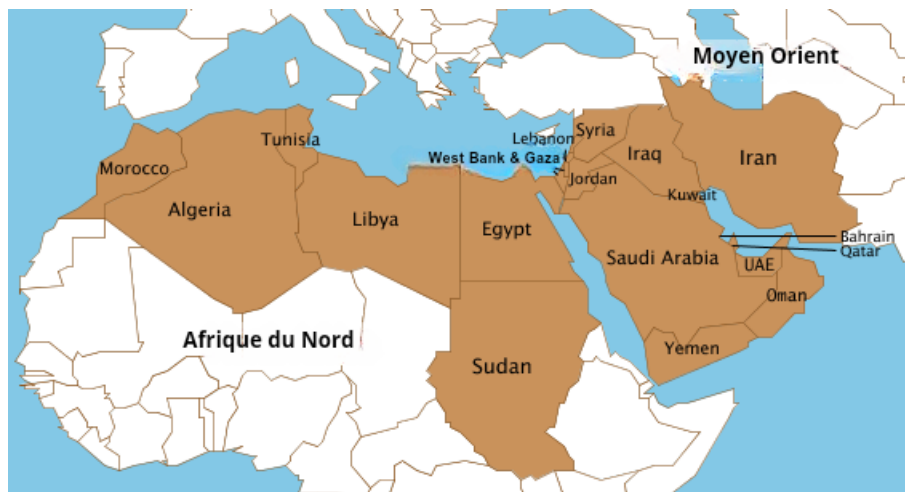 Moyen Orient
Tunisia
Lebanon
Syria
West Bank & Gaza
Iraq
Iran
Morocco
Jordan
Kuwait
Algeria
Libya
Egypt
Bahrain
Qatar
Saudi Arabia
UAE
Oman
Afrique du Nord
Yemen
Sudan